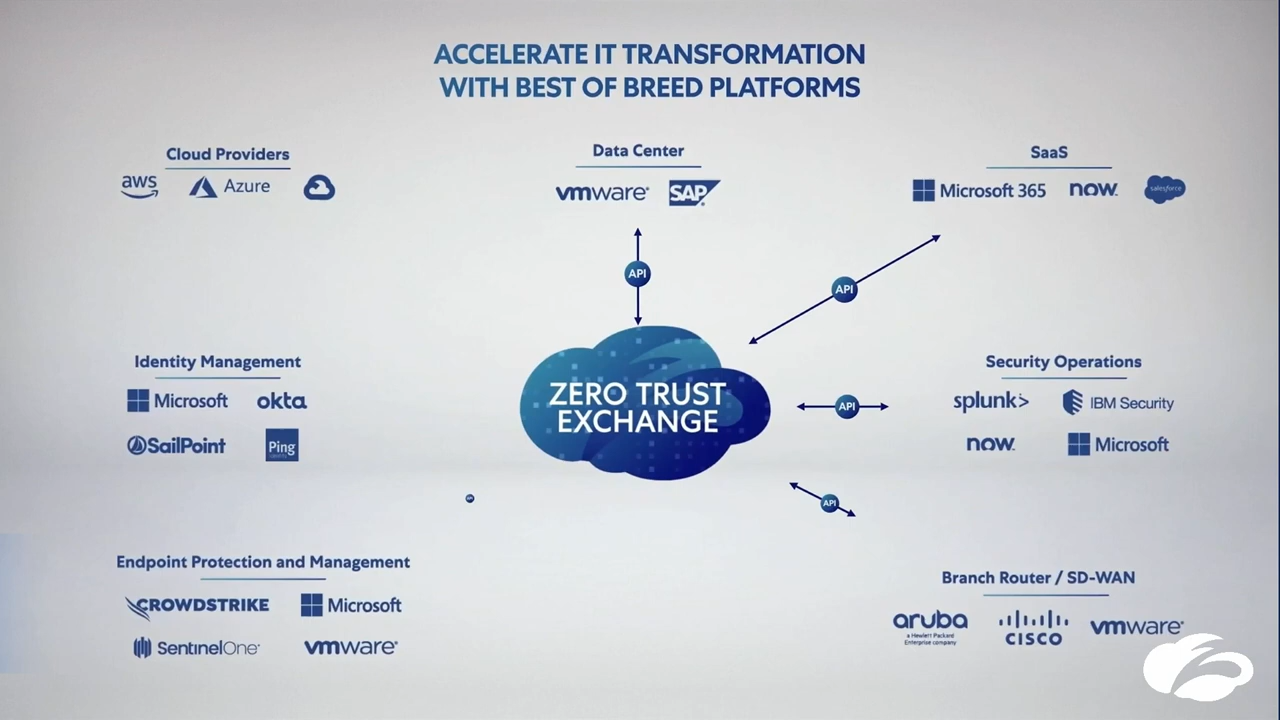 ACCELERATE IT TRANSFORMATION
WITH BEST OF BREED PLATFORMS
Cloud Providers
aws
Azure
Data Center
vmware®
SAP
SaaS
Microsoft 365
now.
salesforce
API
API
Identity Management
Microsoft
okta
SailPoint
Ping
ZERO TRUST
EXCHANGE
API
Security Operations
splunk>
IBM Security
now.
Microsoft
API
Endpoint Protection and Management
CROWDSTRIKE
Microsoft
SentinelOne®
vmware®
Branch Router / SD-WAN
aruba
a Hewlett Packard
Enterprise company
CISCO
vmware®